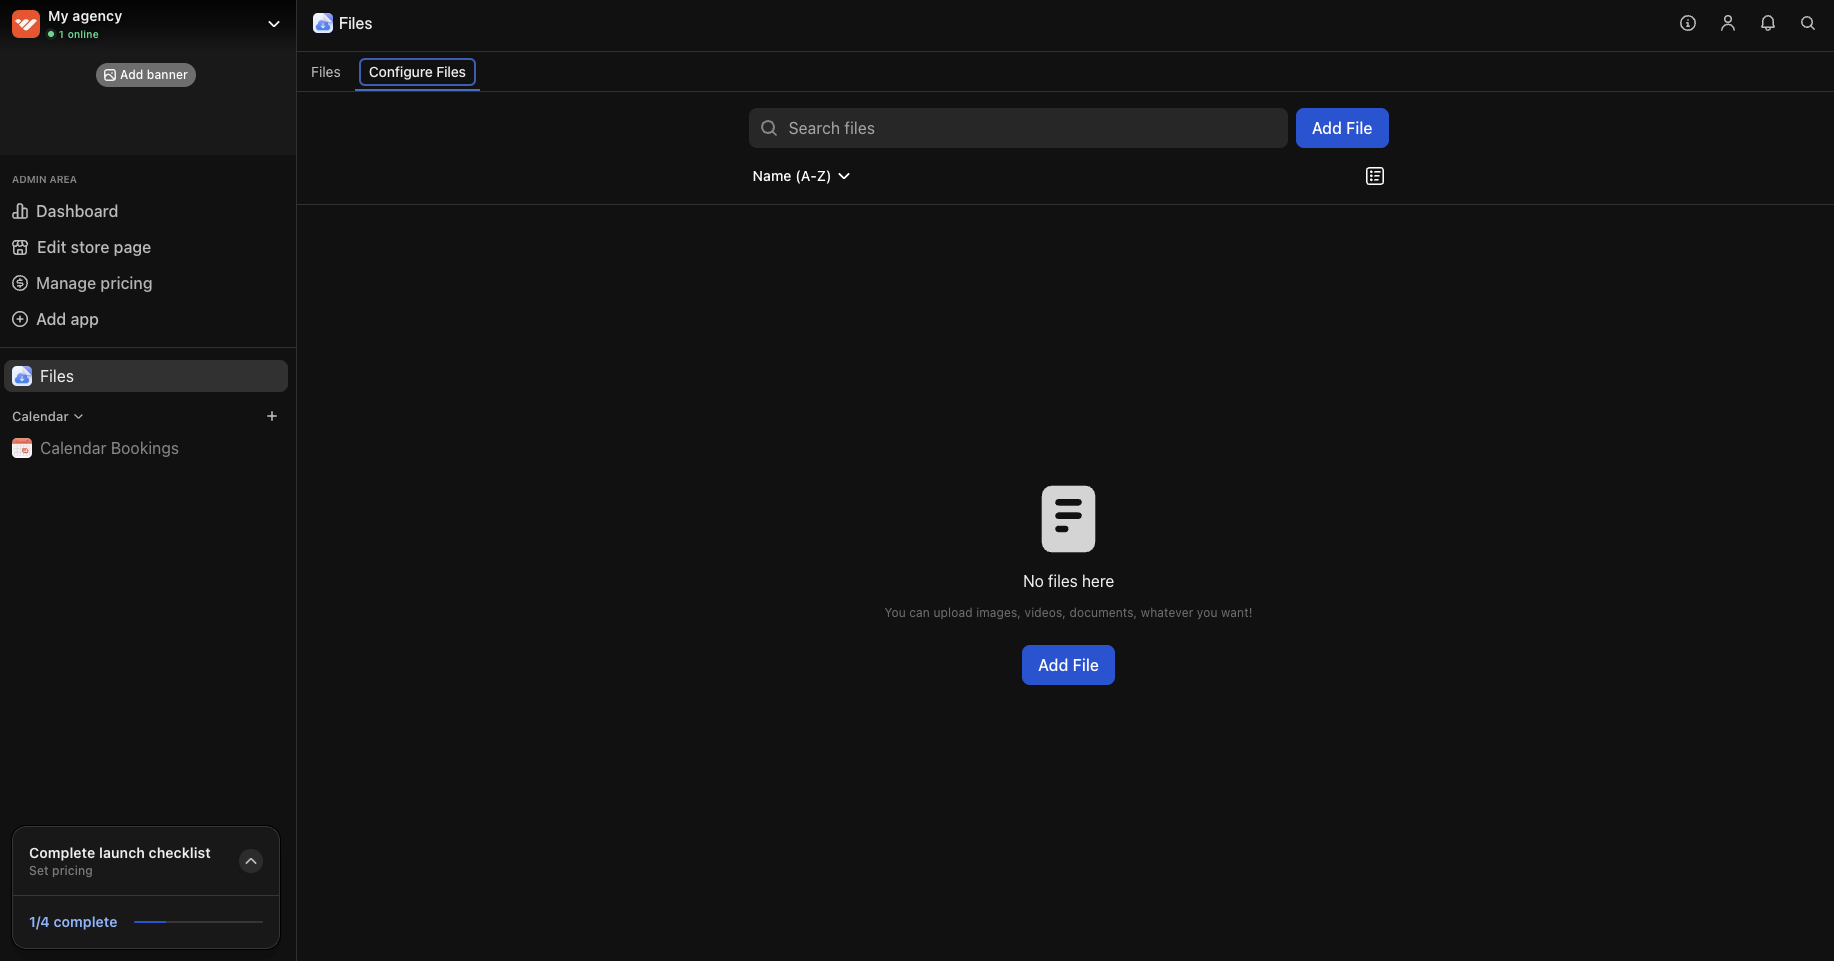 My agency
1 online
Add banner
ADMIN AREA
Dashboard
Edit store page
Manage pricing
Add app
Files
Calendar
Calendar Bookings
Complete launch checklist
Set pricing
1/4 complete
Files
Files
Configure Files
Search files
Add File
Name (A-Z)
No files here
You can upload images, videos, documents, whatever you want!
Add File